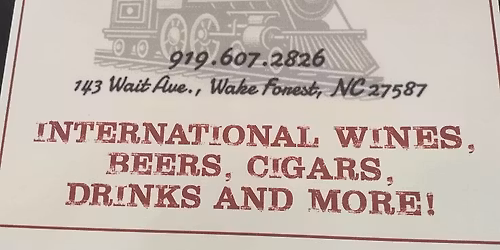 919.607.2826
143 Wait Ave., Wake Forest, NC 27587
INTERNATIONAL WINES,
BEERS, CIGARS,
DRINKS AND MORE!